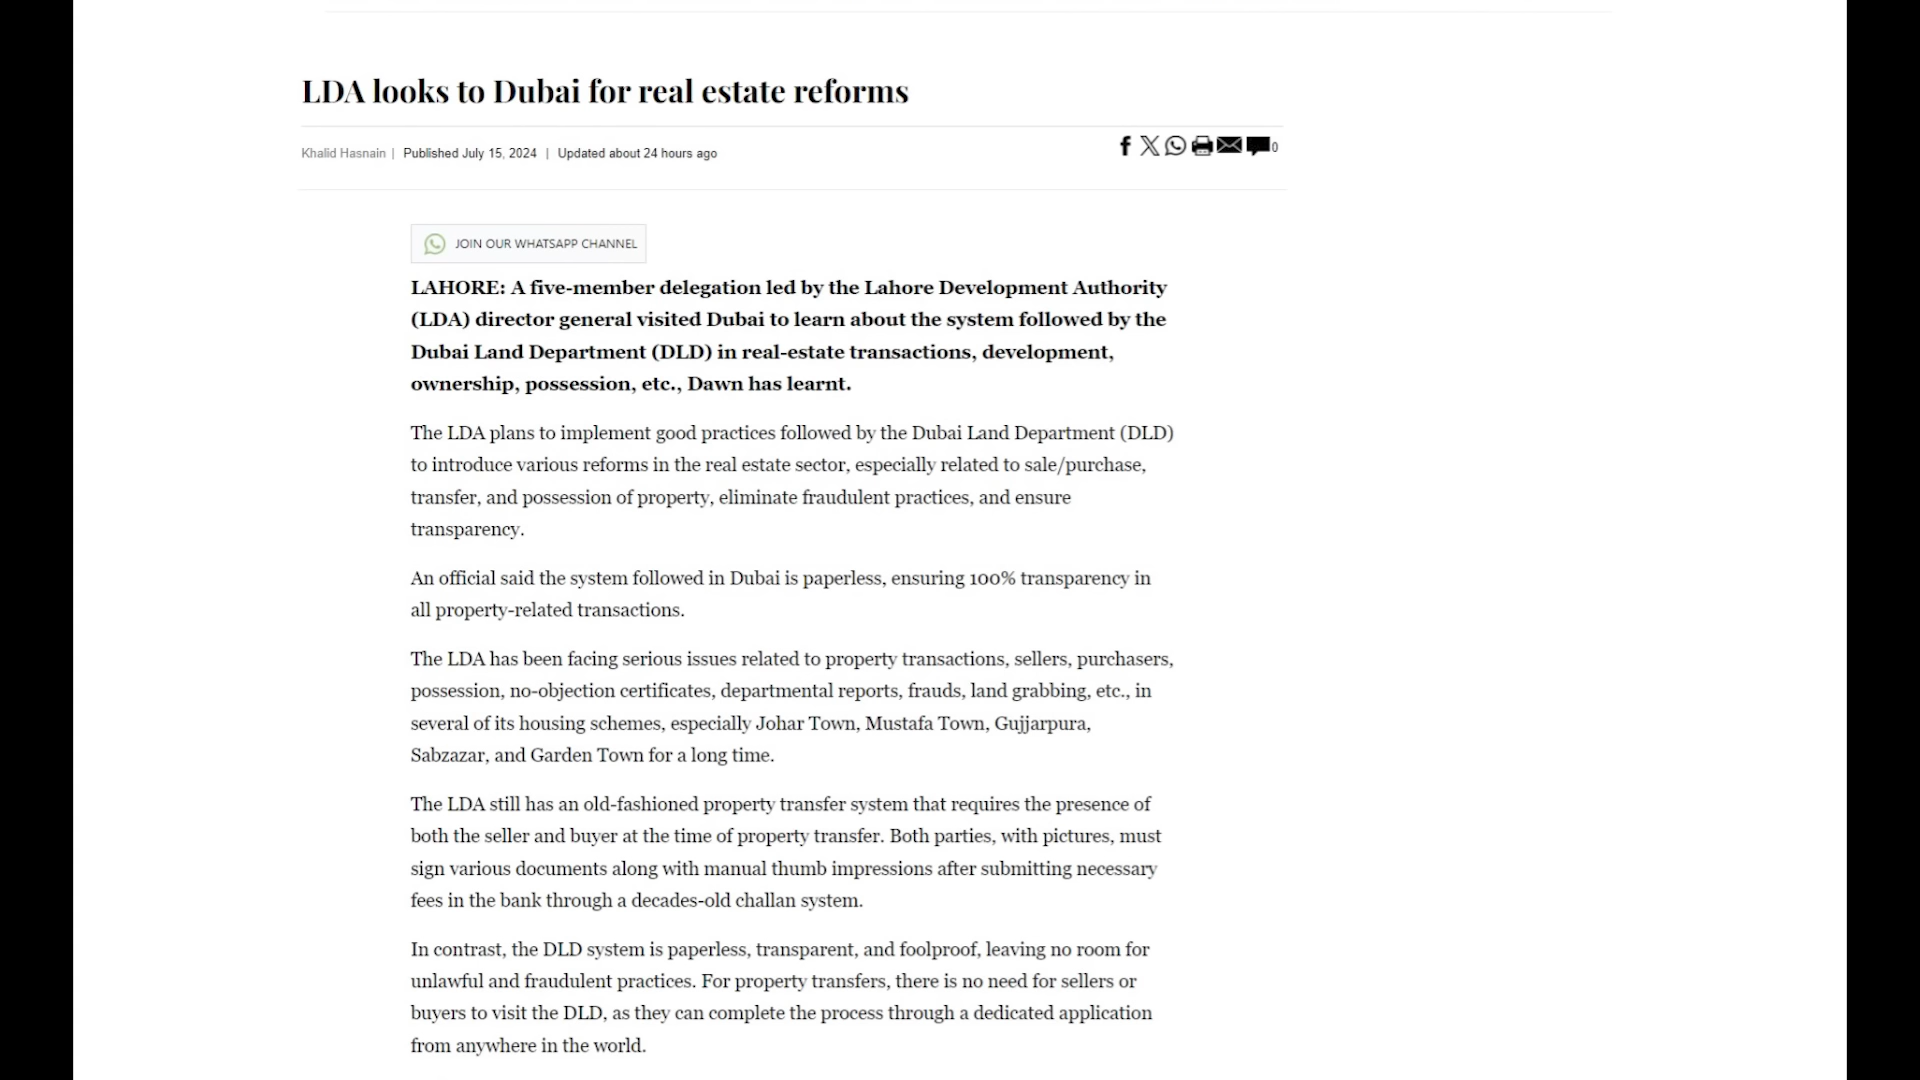 LDA looks to Dubai for real estate reforms
Khalid Hasnain | Published July 15, 2024 | Updated about 24 hours ago
0
JOIN OUR WHATSAPP CHANNEL
LAHORE: A five-member delegation led by the Lahore Development Authority
(LDA) director general visited Dubai to learn about the system followed by the
Dubai Land Department (DLD) in real-estate transactions, development,
ownership, possession, etc., Dawn has learnt.
The LDA plans to implement good practices followed by the Dubai Land Department (DLD)
to introduce various reforms in the real estate sector, especially related to sale/purchase,
transfer, and possession of property, eliminate fraudulent practices, and ensure
transparency.
An official said the system followed in Dubai is paperless, ensuring 100% transparency in
all property-related transactions.
The LDA has been facing serious issues related to property transactions, sellers, purchasers,
possession, no-objection certificates, departmental reports, frauds, land grabbing, etc., in
several of its housing schemes, especially Johar Town, Mustafa Town, Gujjarpura,
Sabzazar, and Garden Town for a long time.
The LDA still has an old-fashioned property transfer system that requires the presence of
both the seller and buyer at the time of property transfer. Both parties, with pictures, must
sign various documents along with manual thumb impressions after submitting necessary
fees in the bank through a decades-old challan system.
In contrast, the DLD system is paperless, transparent, and foolproof, leaving no room for
unlawful and fraudulent practices. For property transfers, there is no need for sellers or
buyers to visit the DLD, as they can complete the process through a dedicated application
from anywhere in the world.